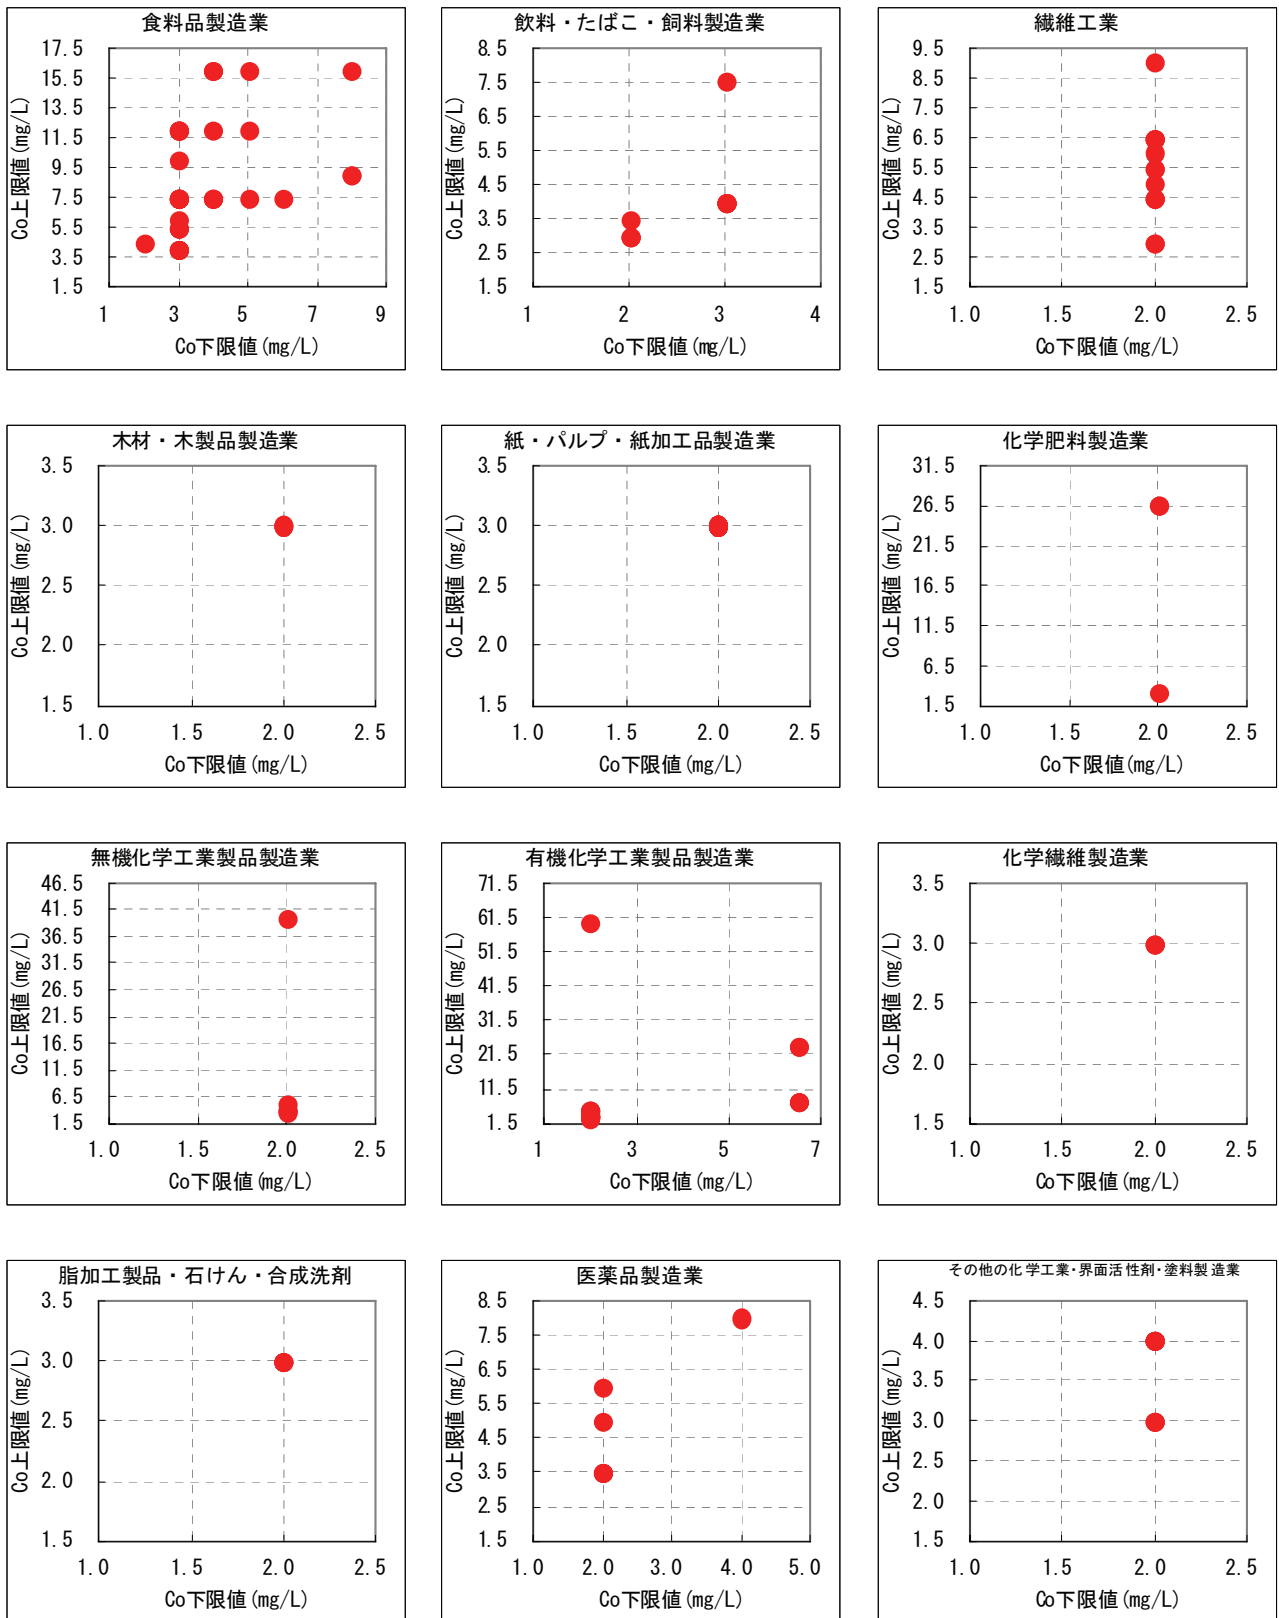 食料品製造業
Co上限値(mg/L)
17.5
15.5
13.5
11.5
9.5
7.5
5.5
3.5
1.5
1 3 5 7 9
Co下限値(mg/L)
飲料・たばこ・飼料製造業
Co上限値(mg/L)
8.5
7.5
6.5
5.5
4.5
3.5
2.5
1.5
1 2 3 4
Co下限値(mg/L)
繊維工業
Co上限値(mg/L)
9.5
8.5
7.5
6.5
5.5
4.5
3.5
2.5
1.5
1.0 1.5 2.0 2.5
Co下限値(mg/L)
木材・木製品製造業
Co上限値(mg/L)
3.5
3.0
2.5
2.0
1.5
1.0 1.5 2.0 2.5
Co下限値(mg/L)
紙・パルプ・紙加工品製造業
Co上限値(mg/L)
3.5
3.0
2.5
2.0
1.5
1.0 1.5 2.0 2.5
Co下限値(mg/L)
化学肥料製造業
Co上限値(mg/L)
31.5
26.5
21.5
16.5
11.5
6.5
1.5
1.0 1.5 2.0 2.5
Co下限値(mg/L)
無機化学工業製品製造業
Co上限値(mg/L)
46.5
41.5
36.5
31.5
26.5
21.5
16.5
11.5
6.5
1.5
1.0 1.5 2.0 2.5
Co下限値(mg/L)
有機化学工業製品製造業
Co上限値(mg/L)
71.5
61.5
51.5
41.5
31.5
21.5
11.5
1.5
1 3 5 7
Co下限値(mg/L)
化学繊維製造業
Co上限値(mg/L)
3.5
3.0
2.5
2.0
1.5
1.0 1.5 2.0 2.5
Co下限値(mg/L)
脂加工製品・石けん・合成洗剤
Co上限値(mg/L)
3.5
3.0
2.5
2.0
1.5
1.0 1.5 2.0 2.5
Co下限値(mg/L)
医薬品製造業
Co上限値(mg/L)
8.5
7.5
6.5
5.5
4.5
3.5
2.5
1.5
1.0 2.0 3.0 4.0 5.0
Co下限値(mg/L)
その他の化学工業・界面活性剤・塗料製造業
Co上限値(mg/L)
4.5
4.0
3.5
3.0
2.5
2.0
1.5
1.0 1.5 2.0 2.5
Co下限値(mg/L)